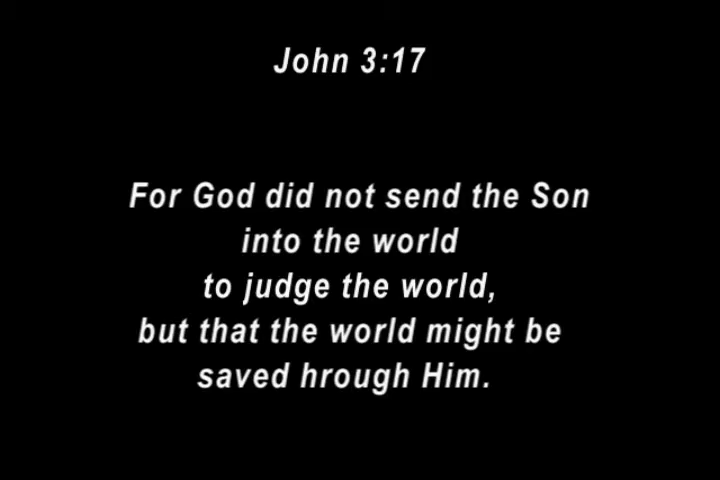 John 3:17
For God did not send the Son
into the world
to judge the world,
but that the world might be
saved hrough Him.